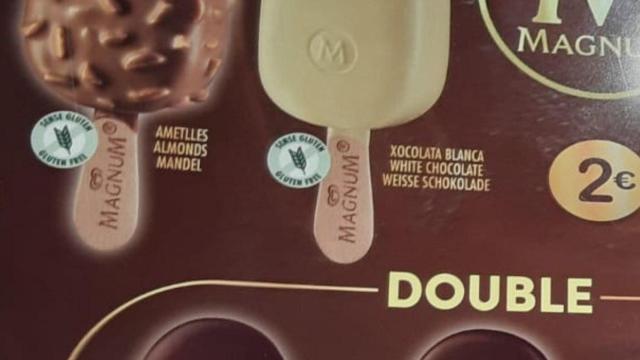 M
MAGNU
SENSE GLUTEN
GLUTEN FREE
MAGNUM®
AMETLLES
ALMONDS
MANDEL
SENSE GLUTEN
GLUTEN FREE
MAGNUM®
XOCOLATA BLANCA
WHITE CHOCOLATE
WEISSE SCHOKOLADE
2€
DOUBLE